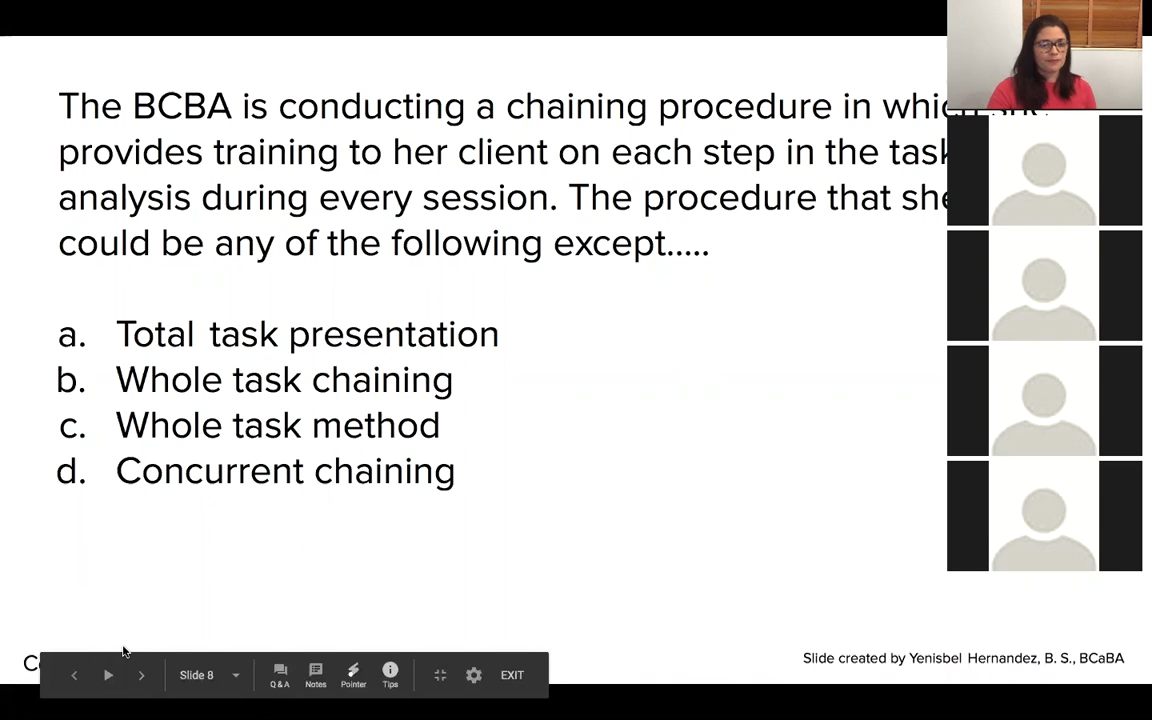 The BCBA is conducting a chaining procedure in which
provides training to her client on each step in the task
analysis during every session. The procedure that she
could be any of the following except.....
a. Total task presentation
b. Whole task chaining
c. Whole task method
d. Concurrent chaining
Slide created by Yenisbel Hernandez, B. S., BCaBA
Slide 8
Q & A
Notes
Pointer
Tips
EXIT